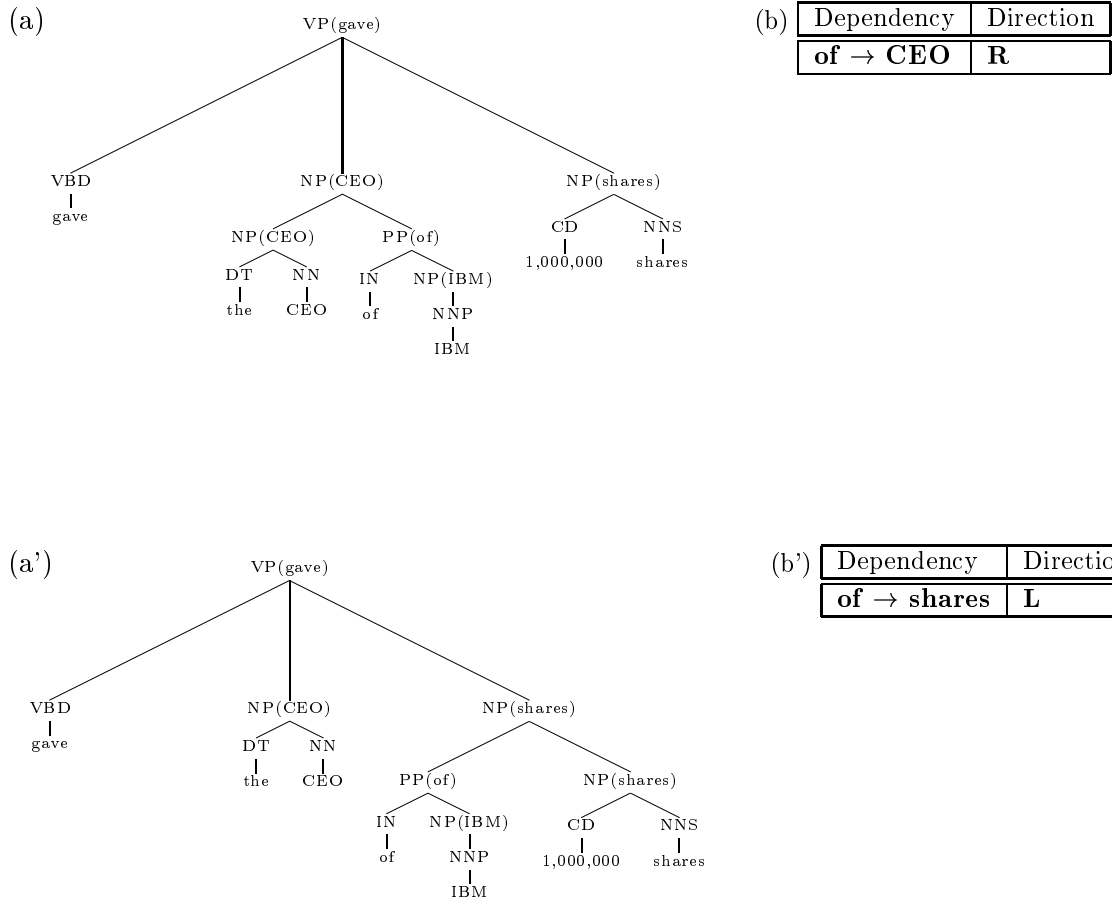 (a) VP(gave) (b) Dependency Direction
of → CEO R
VBD NP(CEO) NP(shares)
gave
NP(CEO) PP(of) CD NNS
1,000,000 shares
DT NN IN NP(IBM)
the CEO of NNP
IBM
(a') VP(gave) (b') Dependency Directio
of → shares L
VBD NP(CEO) NP(shares)
gave
DT NN
the CEO PP(of) NP(shares)
IN NP(IBM) CD NNS
of NNP 1,000,000 shares
IBM